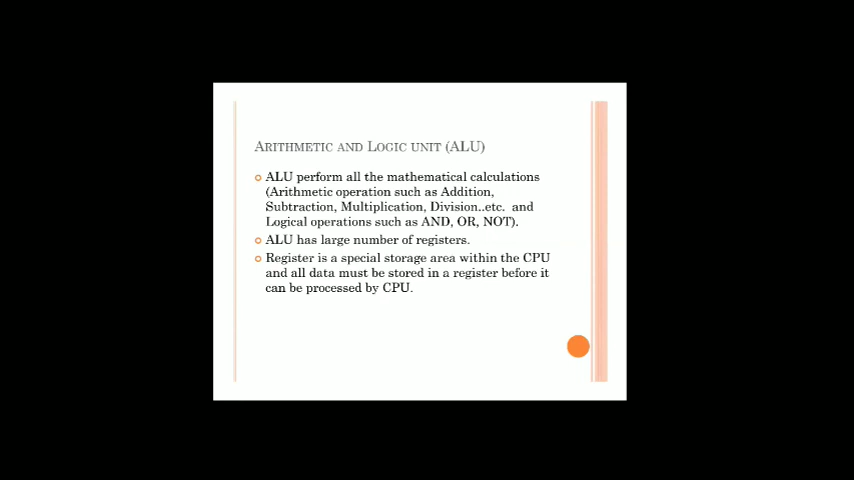 ARITHMETIC AND LOGIC UNIT (ALU)
ALU perform all the mathematical calculations
(Arithmetic operation such as Addition,
Subtraction, Multiplication, Division..etc. and
Logical operations such as AND, OR, NOT).
ALU has large number of registers.
Register is a special storage area within the CPU
and all data must be stored in a register before it
can be processed by CPU.